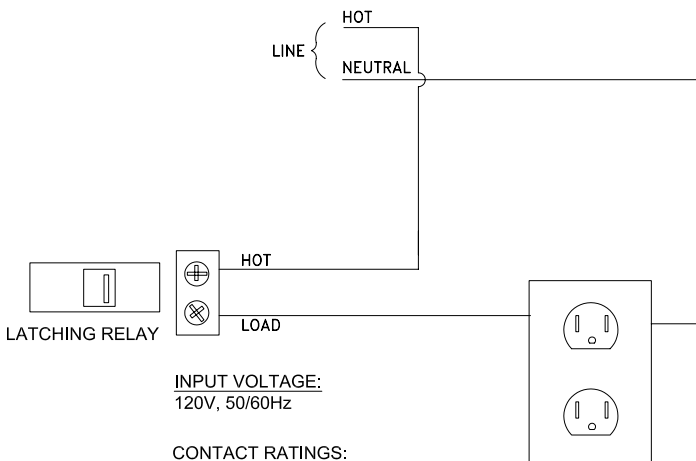 HOT
LINE
NEUTRAL
HOT
LATCHING RELAY
LOAD
INPUT VOLTAGE:
120V, 50/60Hz
CONTACT RATINGS: